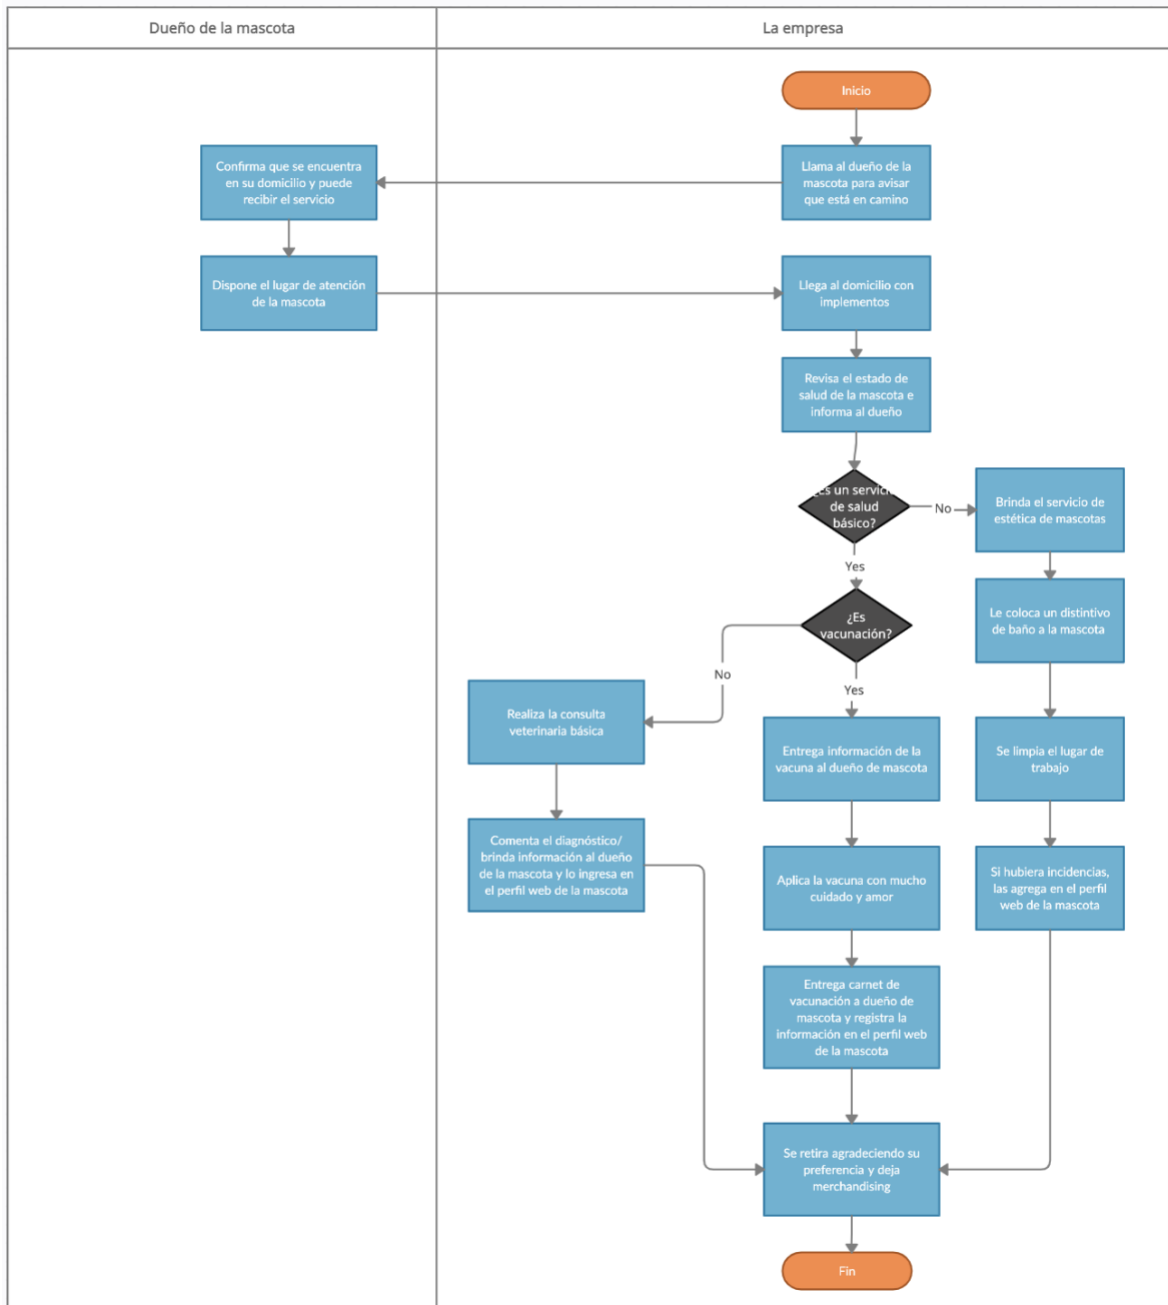 Dueño de la mascota
La empresa
Inicio
Llama al dueño de la
mascota para avisar
que está en camino
Confirma que se encuentra
en su domicilio y puede
recibir el servicio
Dispone el lugar de atención
de la mascota
Llega al domicilio con
implementos
Revisa el estado de
salud de la mascota e
informa al dueño
¿Es un servicio
de salud
básico?
No
Brinda el servicio de
estética de mascotas
Yes
Le coloca un distintivo
de baño a la mascota
¿Es
vacunación?
No
Yes
Realiza la consulta
veterinaria básica
Entrega información de la
vacuna al dueño de mascota
Se limpia el lugar de
trabajo
Comenta el diagnóstico/
brinda información al dueño
de la mascota y lo ingresa en
el perfil web de la mascota
Aplica la vacuna con mucho
cuidado y amor
Si hubiera incidencias,
las agrega en el perfil
web de la mascota
Entrega carnet de
vacunación a dueño de
mascota y registra la
información en el perfil web
de la mascota
Se retira agradeciendo su
preferencia y deja
merchandising
Fin